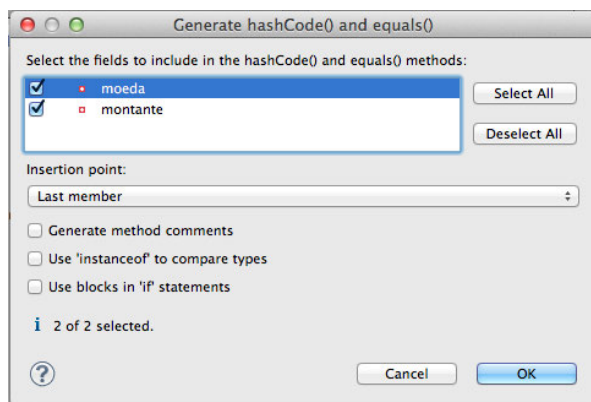 Generate hashCode() and equals()
Select the fields to include in the hashCode() and equals() methods:
moeda
montante
Select All
Deselect All
Insertion point:
Last member
Generate method comments
Use 'instanceof' to compare types
Use blocks in 'if' statements
i 2 of 2 selected.
?
Cancel
OK